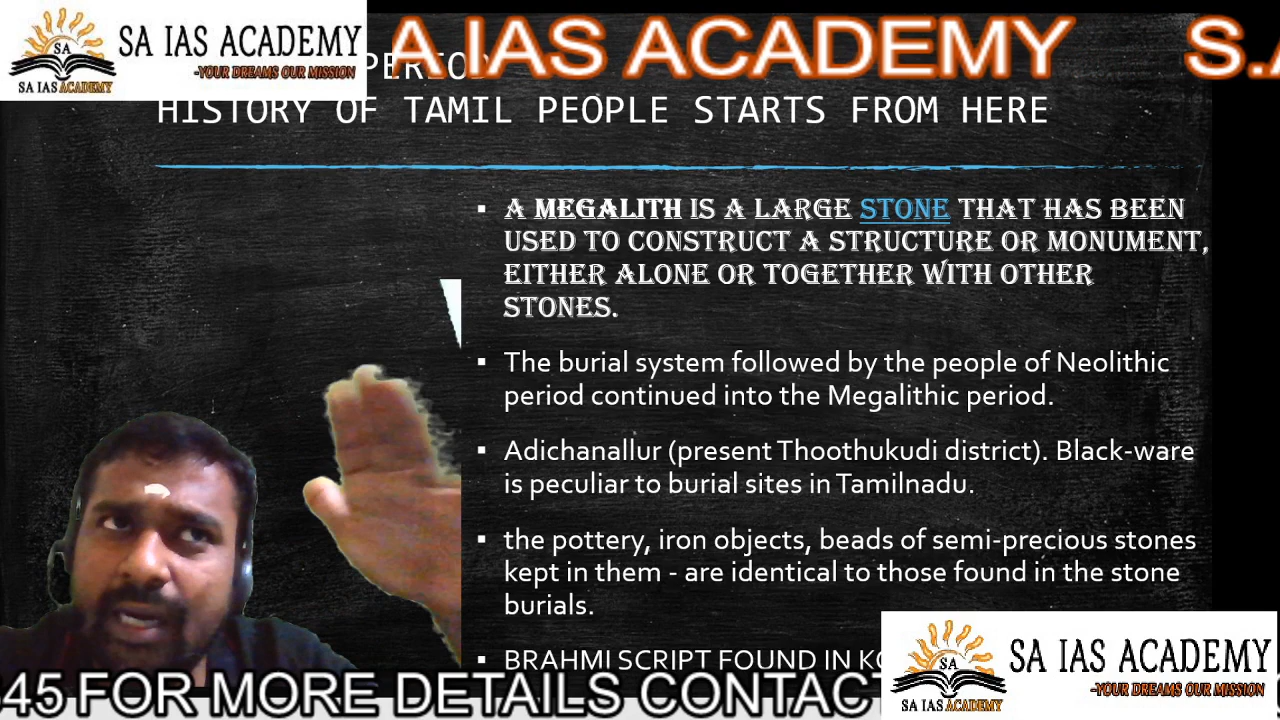 SA IAS ACADEMY
-YOUR DREAMS OUR MISSION
SA
SA IAS ACADEMY
A IAS ACADEMY S.A
PERIOD
HISTORY OF TAMIL PEOPLE STARTS FROM HERE
▪ A MEGALITH IS A LARGE STONE THAT HAS BEEN
USED TO CONSTRUCT A STRUCTURE OR MONUMENT,
EITHER ALONE OR TOGETHER WITH OTHER
STONES.
▪ The burial system followed by the people of Neolithic
period continued into the Megalithic period.
▪ Adichanallur (present Thoothukudi district). Black-ware
is peculiar to burial sites in Tamilnadu.
▪ the pottery, iron objects, beads of semi-precious stones
kept in them - are identical to those found in the stone
burials.
▪ BRAHMI SCRIPT FOUND IN
45 FOR MORE DETAILS CONTACT
SA IAS ACADEMY
-YOUR DREAMS OUR MISSION
SA
SA IAS ACADEMY